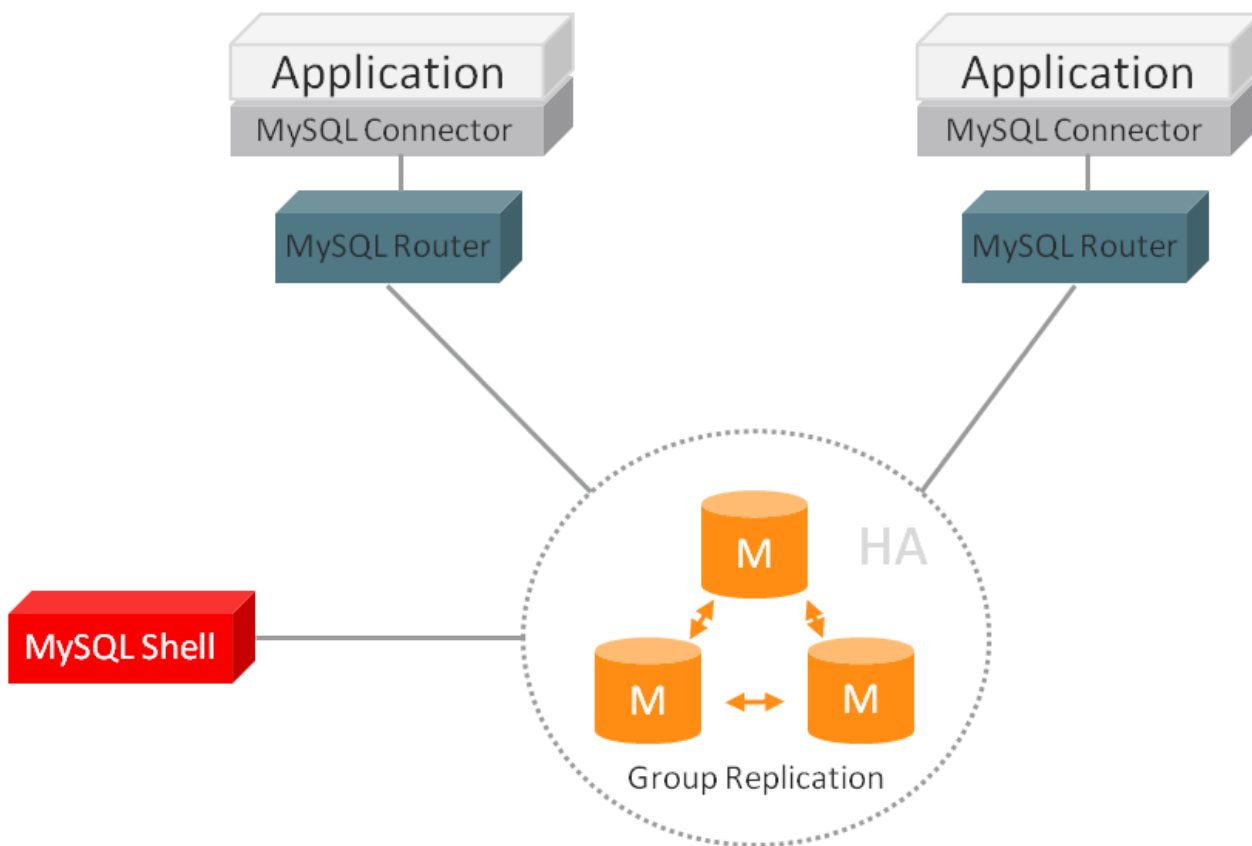 Application
MySQL Connector
MySQL Router
Application
MySQL Connector
MySQL Router
HA
M
M
M
MySQL Shell
Group Replication